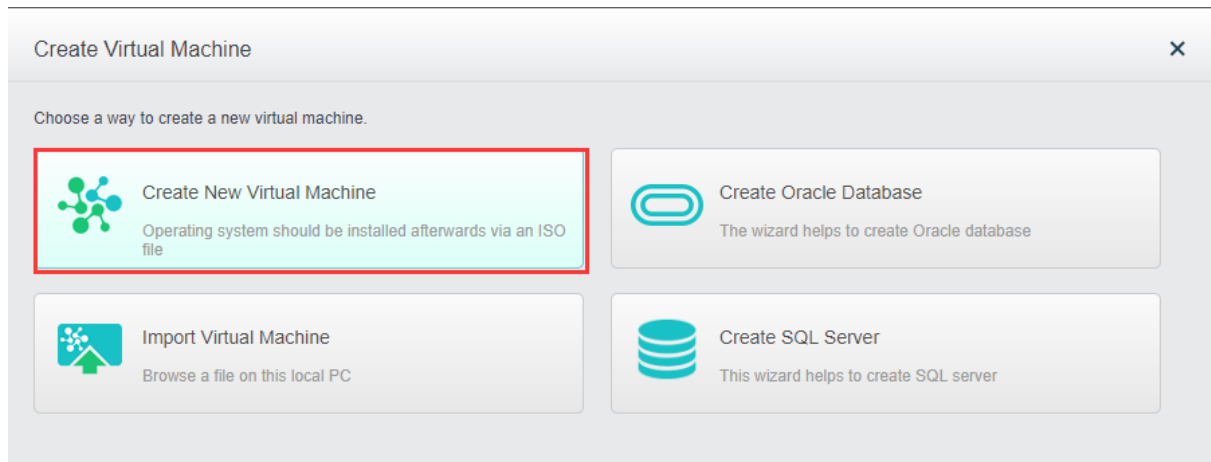 Create Virtual Machine
Choose a way to create a new virtual machine.
Create New Virtual Machine
Operating system should be installed afterwards via an ISO
file
Create Oracle Database
The wizard helps to create Oracle database
Import Virtual Machine
Browse a file on this local PC
Create SQL Server
This wizard helps to create SQL server